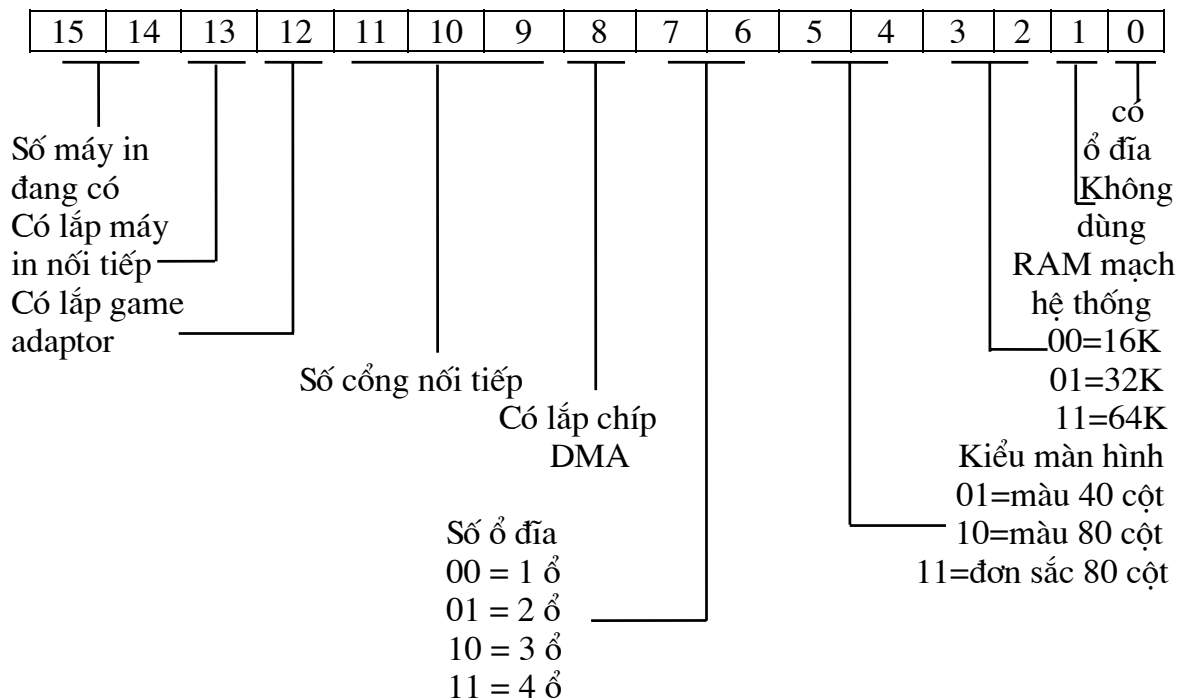 15 14 13 12 11 10 9 8 7 6 5 4 3 2 1 0
Số máy in
đang có
Có lắp máy
in nối tiếp
Có lắp game
adaptor
Số cổng nối tiếp
Có lắp chíp
DMA
Số ổ đĩa
00 = 1 ổ
01 = 2 ổ
10 = 3 ổ
11 = 4 ổ
có
ổ đĩa
Không
dùng
RAM mạch
hệ thống
00=16K
01=32K
11=64K
Kiểu màn hình
01=màu 40 cột
10=màu 80 cột
11=đơn sắc 80 cột